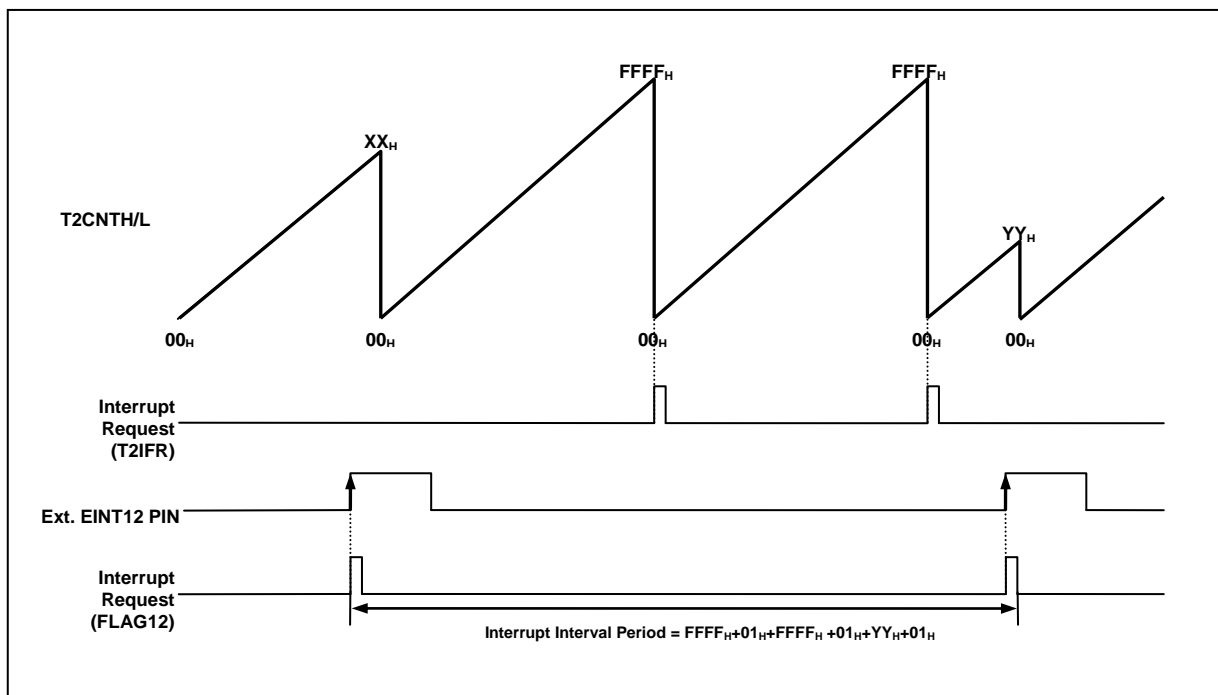 FFFFH FFFFH
XXH
T2CNTH/L
YYH
00H 00H 00H 00H 00H
Interrupt
Request
(T2IFR)
Ext. EINT12 PIN
Interrupt
Request
(FLAG12)
Interrupt Interval Period = FFFFH+01H+FFFFH +01H+YYH+01H